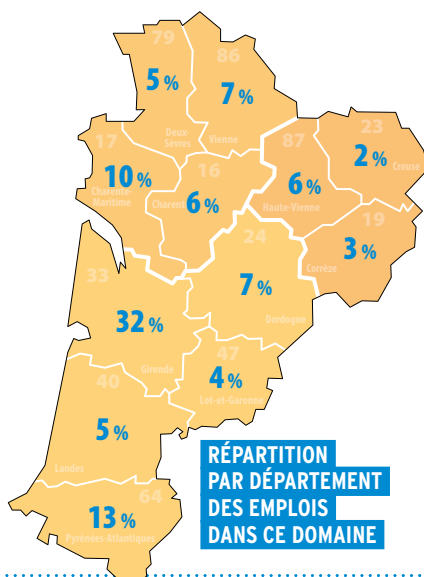 79
5 %
Deux-
Sèvres
86
7 %
Vienne
17
10 %
Charente-
Maritime
16
6 %
Charente
87
6 %
Haute-Vienne
23
2 %
Creuse
19
3 %
Corrèze
24
7 %
Dordogne
33
32 %
Gironde
47
4 %
Lot-et-Garonne
40
5 %
Landes
64
13 %
Pyrénées-Atlantiques
RÉPARTITION
PAR DÉPARTEMENT
DES EMPLOIS
DANS CE DOMAINE